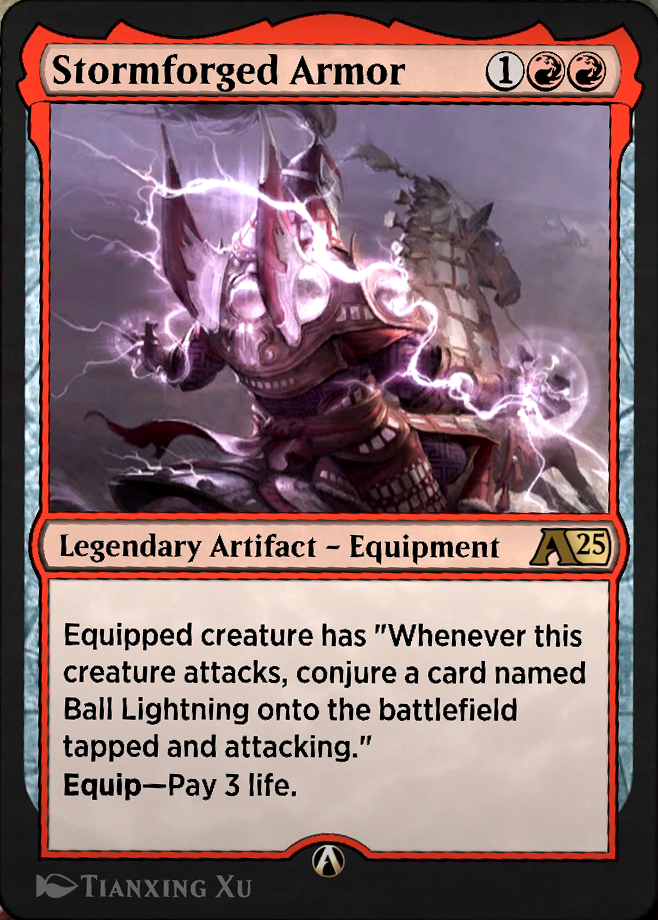 Stormforged Armor 1
Legendary Artifact – Equipment A25
Equipped creature has "Whenever this
creature attacks, conjure a card named
Ball Lightning onto the battlefield
tapped and attacking."
Equip—Pay 3 life.
Tianxing Xu